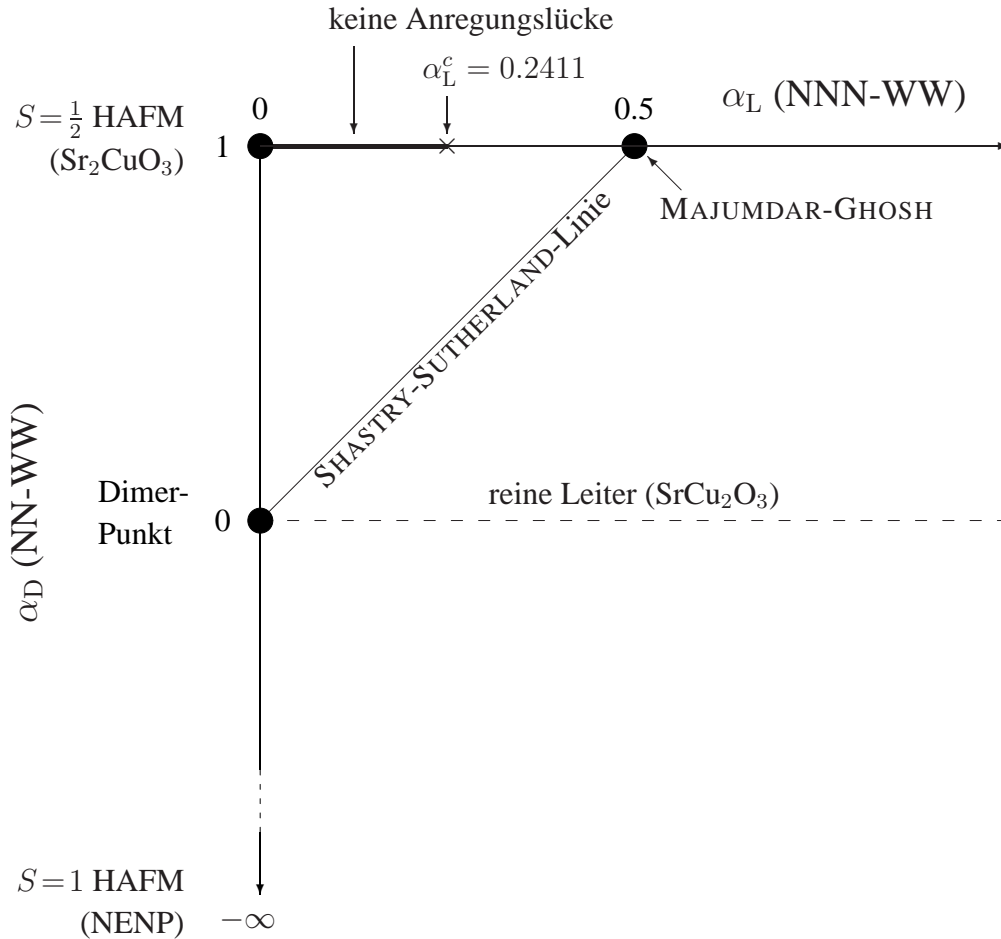 keine Anregungslücke
α_L^c = 0.2411
0
0.5
α_L (NNN-WW)
S = 1/2 HAFM
(Sr₂CuO₃)
1
MAJUMDAR-GHOSH
SHASTRY-SUTHERLAND-Linie
α_D (NN-WW)
Dimer-
Punkt
0
reine Leiter (SrCu₂O₃)
S = 1 HAFM
(NENP)
−∞